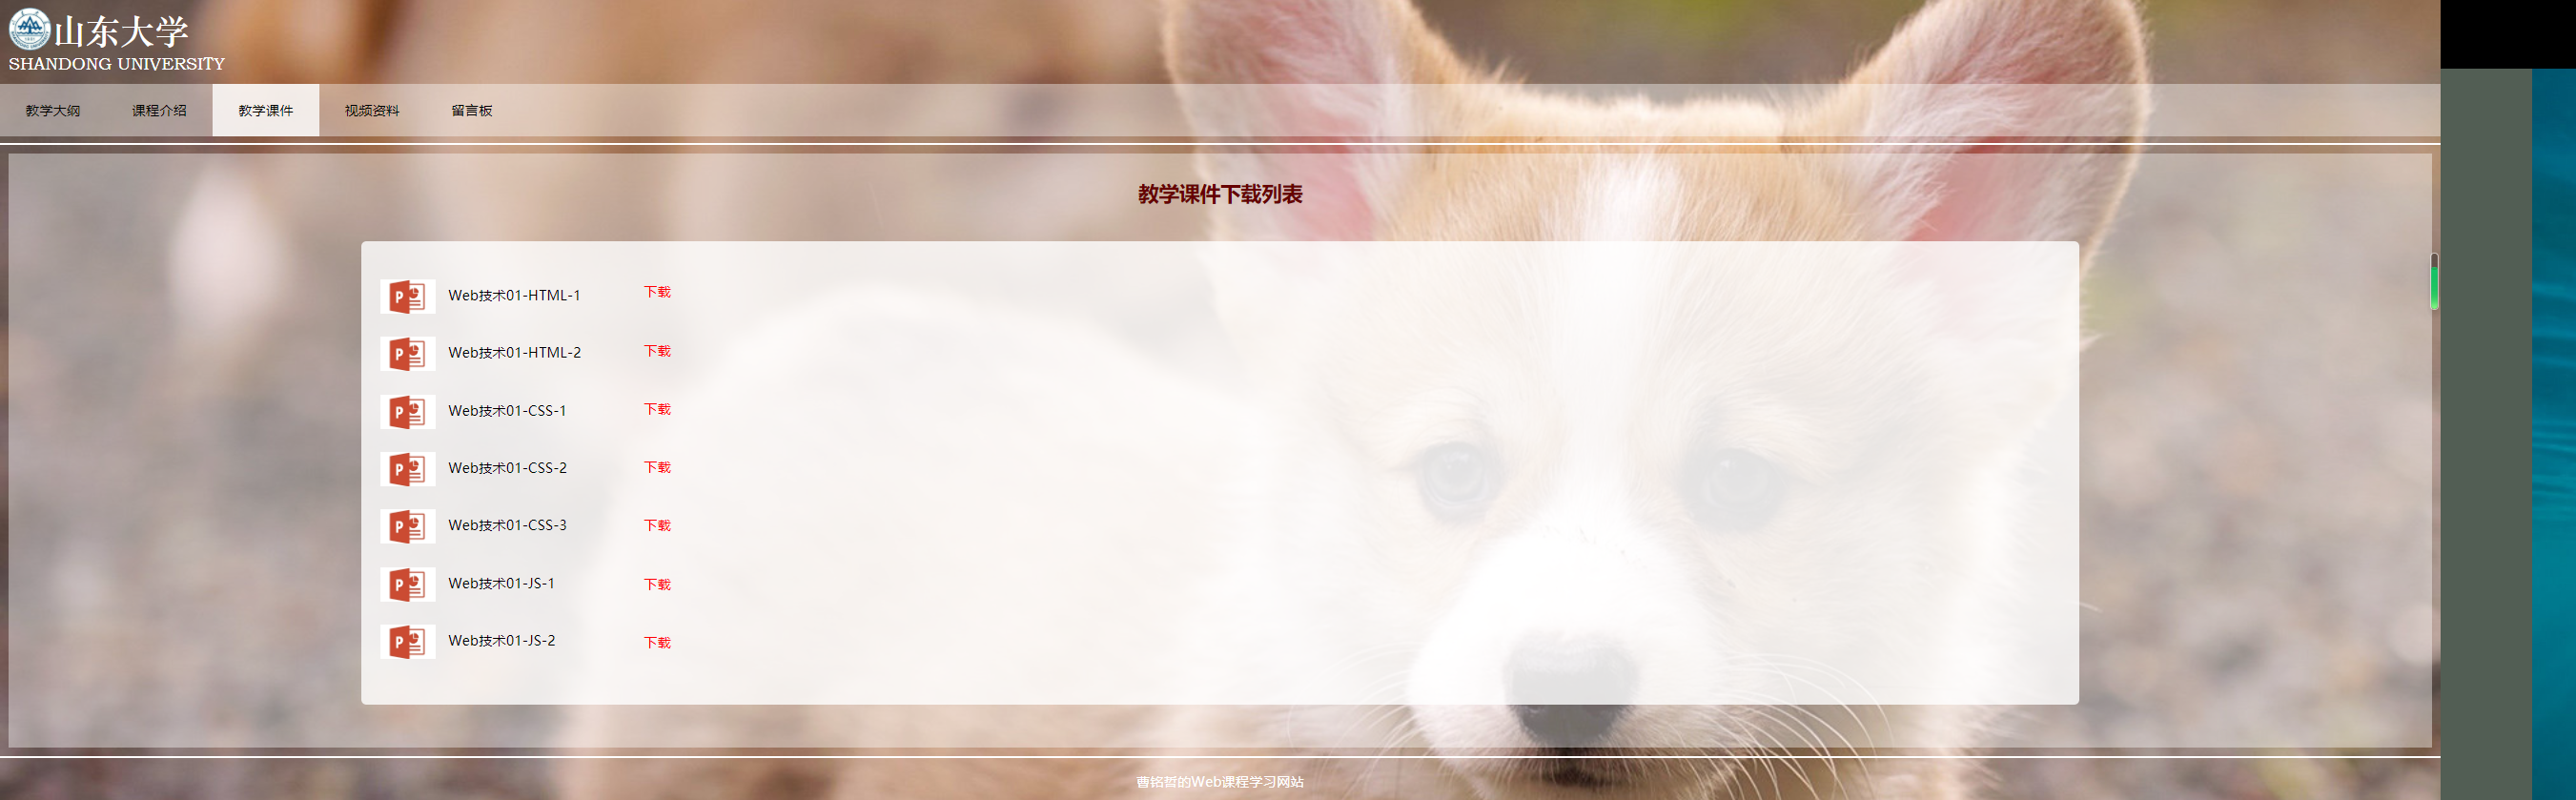 山东大学
SHANDONG UNIVERSITY
教学大纲 课程介绍 教学课件 视频资料 留言板
教学课件下载列表
Web技术01-HTML-1 下载
Web技术01-HTML-2 下载
Web技术01-CSS-1 下载
Web技术01-CSS-2 下载
Web技术01-CSS-3 下载
Web技术01-JS-1 下载
Web技术01-JS-2 下载
曹铭哲的Web课程学习网站